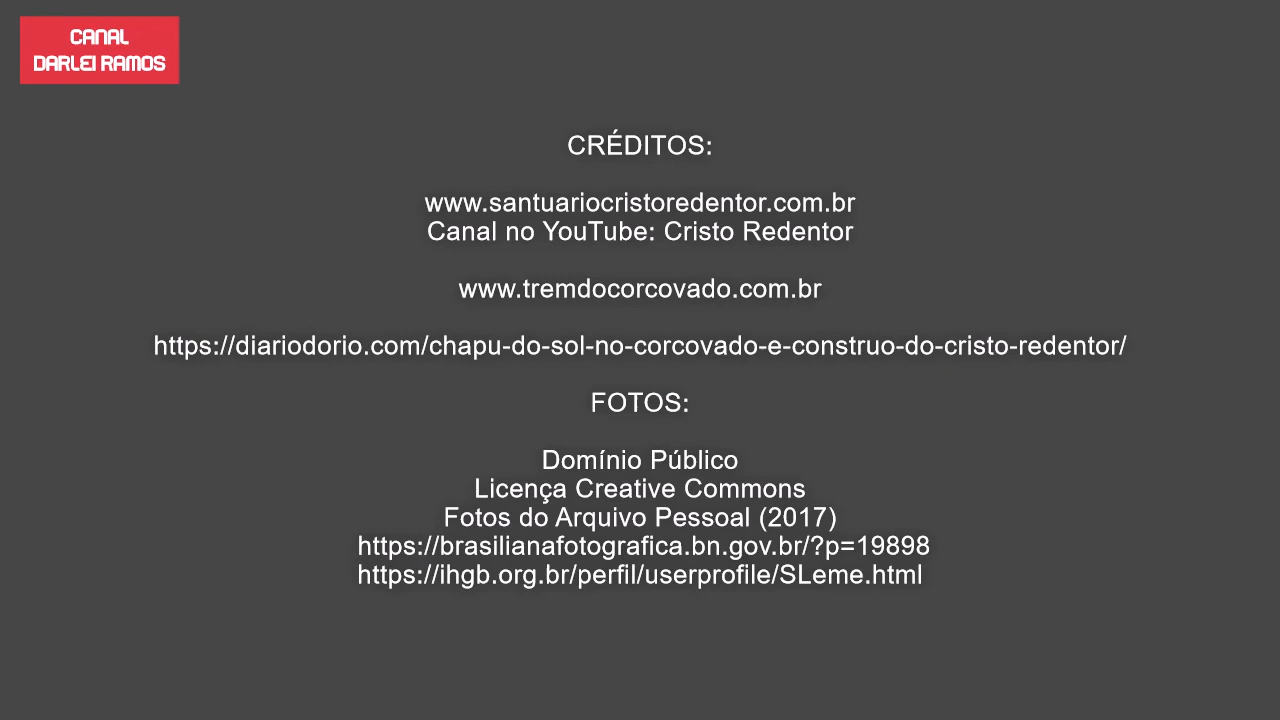 CANAL
DARLEI RAMOS
CRÉDITOS:
www.santuariocristoredentor.com.br
Canal no YouTube: Cristo Redentor
www.tremdocorcovado.com.br
https://diariodorio.com/chapu-do-sol-no-corcovado-e-construo-do-cristo-redentor/
FOTOS:
Domínio Público
Licença Creative Commons
Fotos do Arquivo Pessoal (2017)
https://brasilianafotografica.bn.gov.br/?p=19898
https://ihgb.org.br/perfil/userprofile/SLeme.html